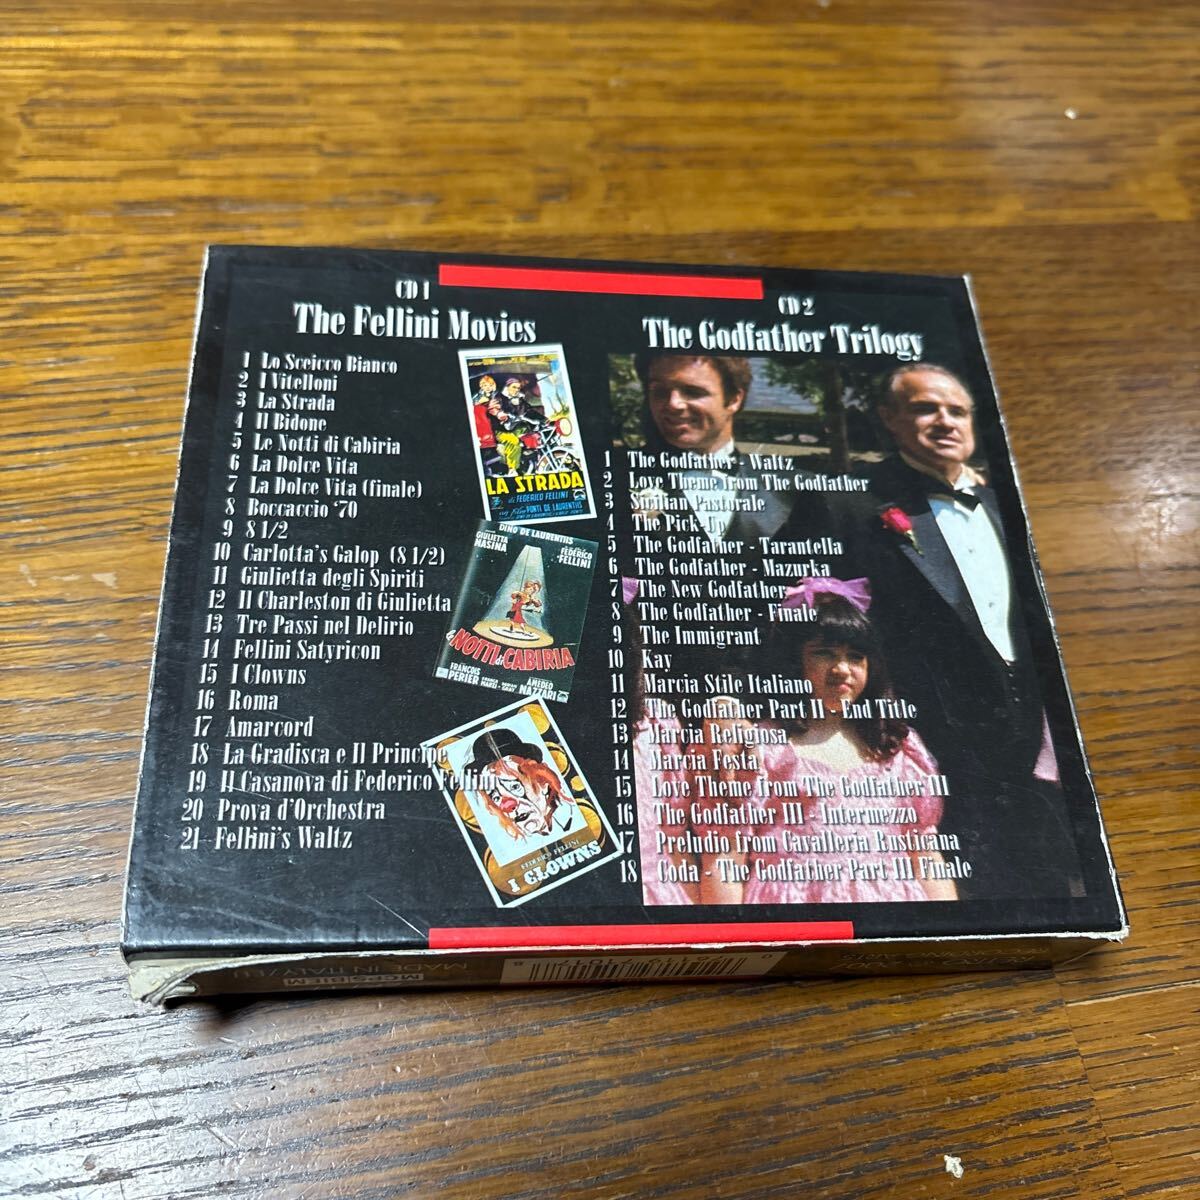 CD 1
The Fellini Movies
1 Lo Sceicco Bianco
2 I Vitelloni
3 La Strada
4 Il Bidone
5 Le Notti di Cabiria
6 La Dolce Vita
7 La Dolce Vita (finale)
8 Boccaccio '70
9 8 1/2
10 Carlotta's Galop (8 1/2)
11 Giulietta degli Spiriti
12 Il Charleston di Giulietta
13 Tre Passi nel Delirio
14 Fellini Satyricon
15 I Clowns
16 Roma
17 Amarcord
18 La Gradisca e Il Principe
19 Il Casanova di Federico Fellini
20 Prova d'Orchestra
21 Fellini's Waltz
LA STRADA
di FEDERICO FELLINI
DINO DE LAURENTIIS
GIULIETTA
MASINA
FEDERICO
FELLINI
le NOTTI di CABIRIA
FRANÇOIS
PERIER
AMEDEO
NAZZARI
I CLOWNS
CD 2
The Godfather Trilogy
1 The Godfather - Waltz
2 Love Theme from The Godfather
3 Sicilian Pastorale
4 The Pick-Up
5 The Godfather - Tarantella
6 The Godfather - Mazurka
7 The New Godfather
8 The Godfather - Finale
9 The Immigrant
10 Kay
11 Marcia Stile Italiano
12 The Godfather Part II - End Title
13 Marcia Religiosa
14 Marcia Festa
15 Love Theme from The Godfather III
16 The Godfather III - Intermezzo
17 Preludio from Cavalleria Rusticana
18 Coda - The Godfather Part III Finale
MADE IN ITALY/EU